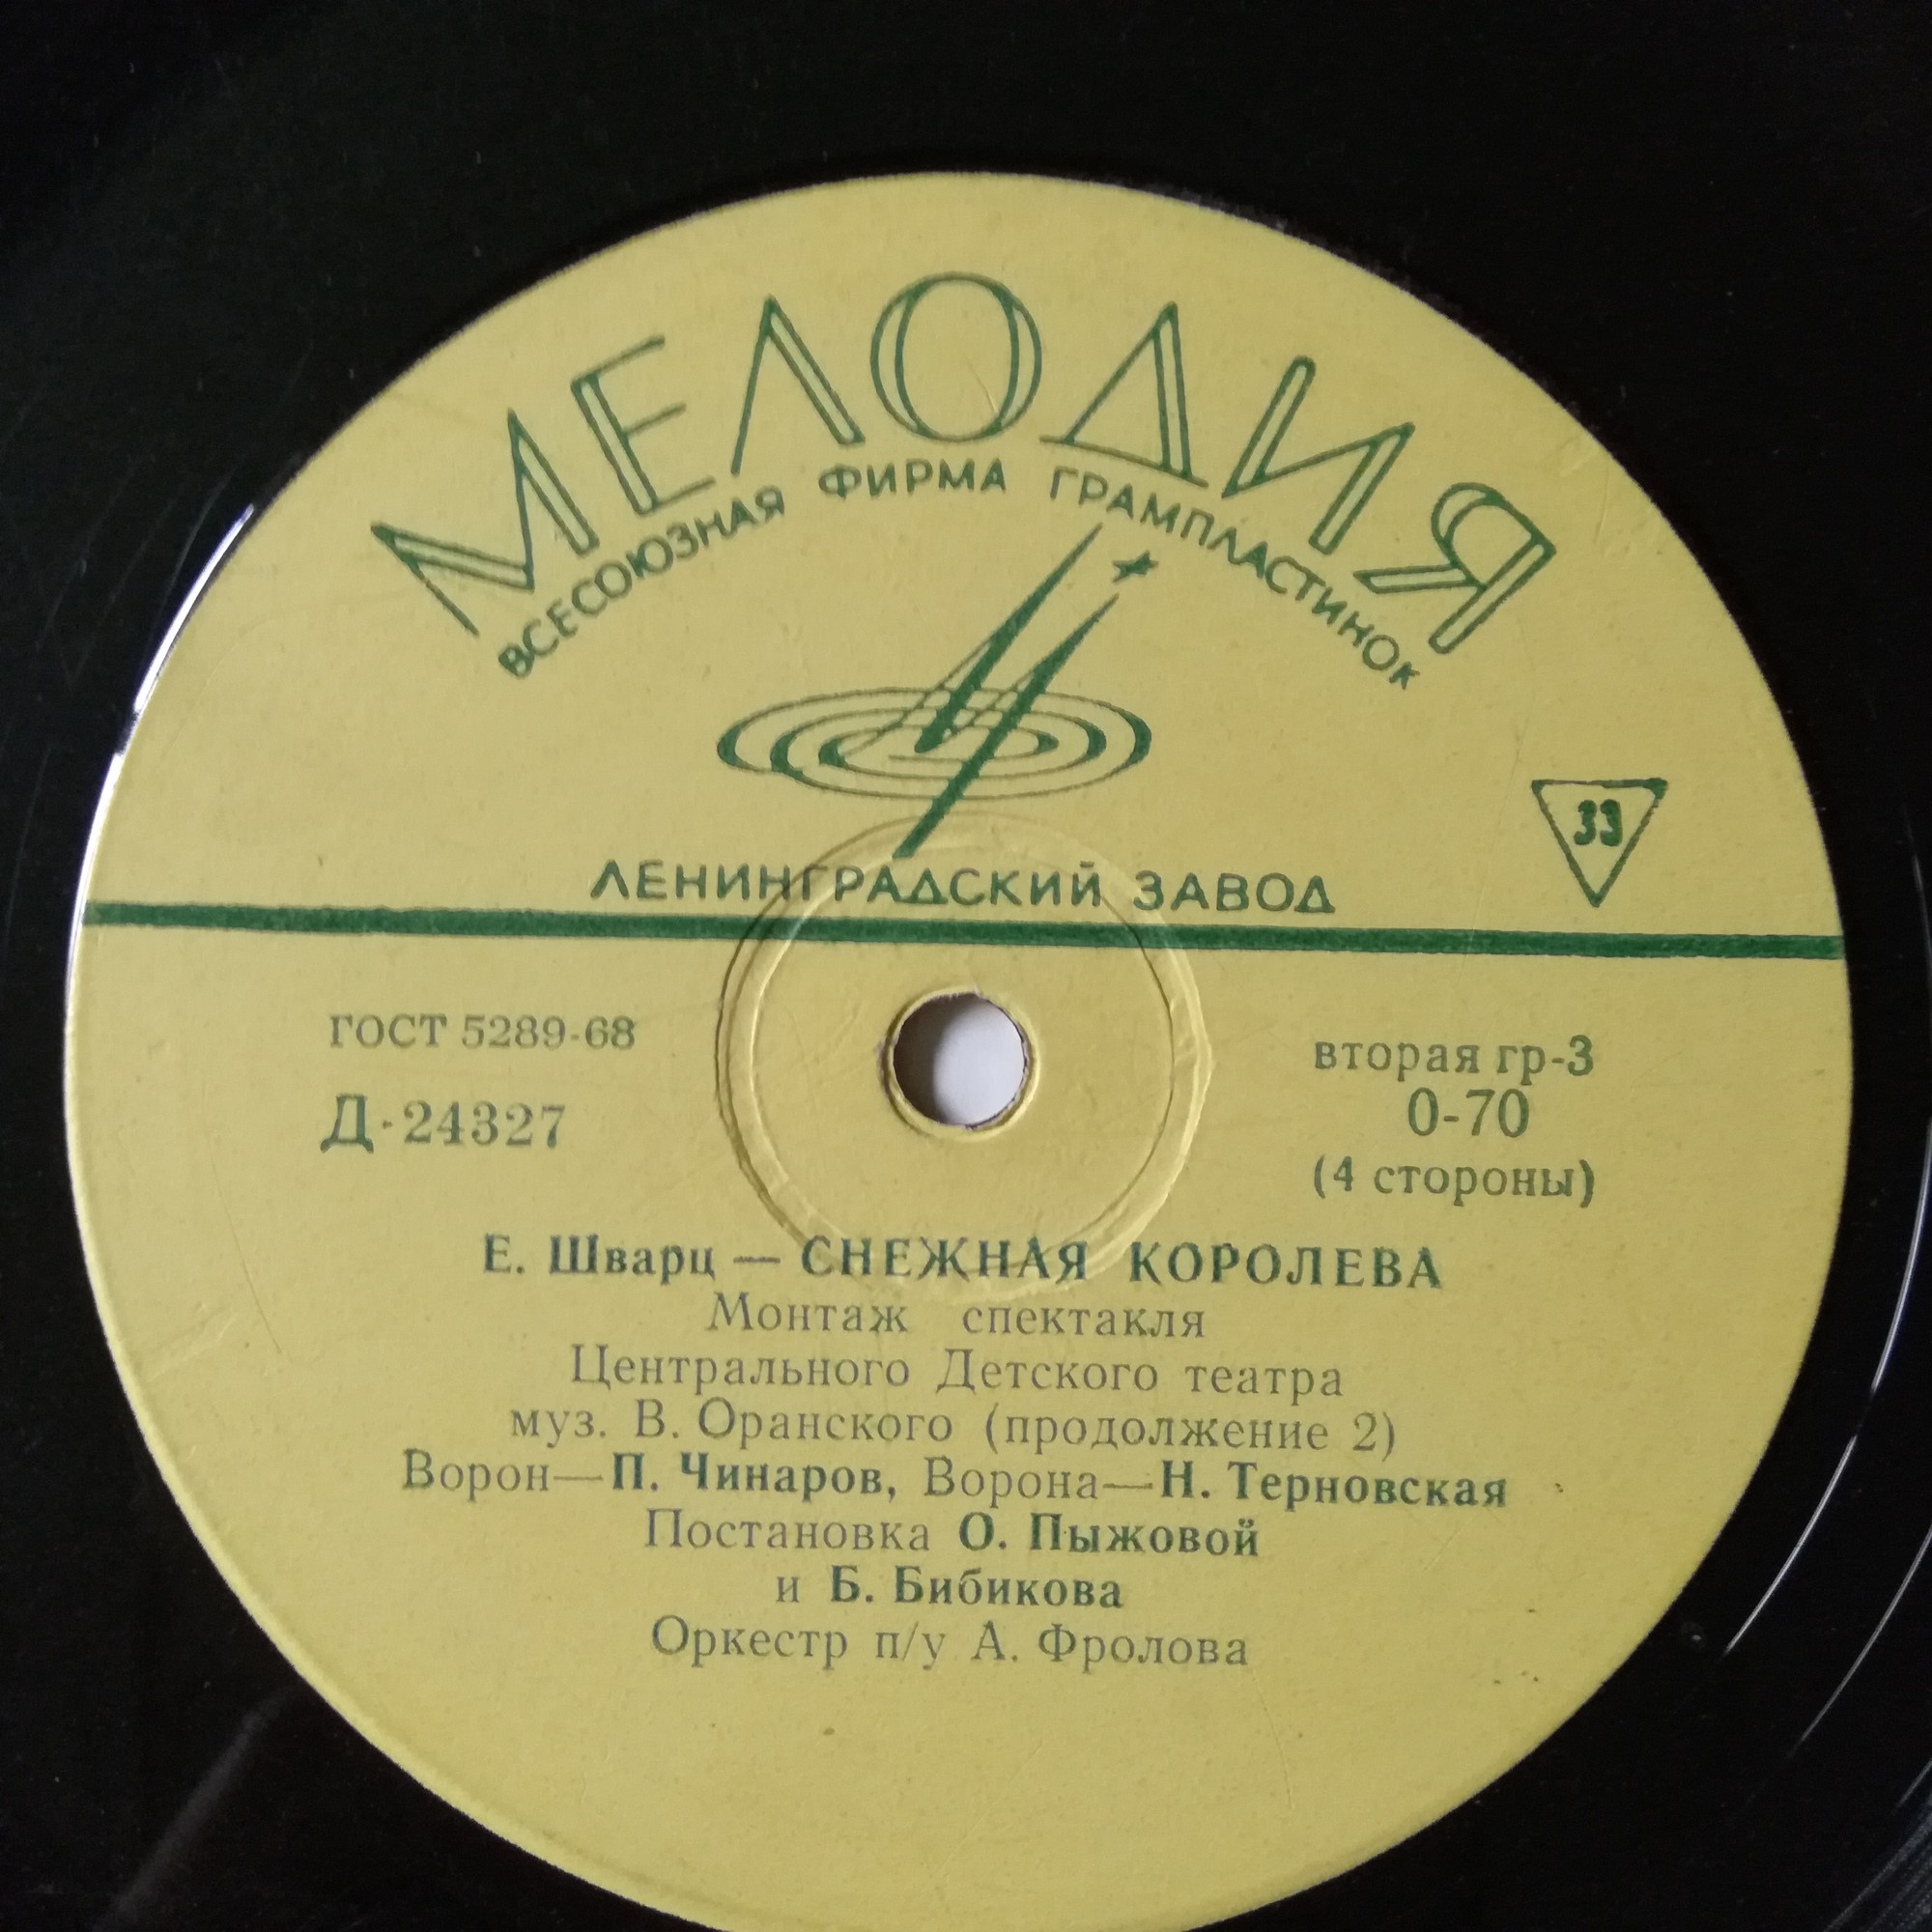 МЕЛОДИЯ
ВСЕСОЮЗНАЯ ФИРМА ГРАМПЛАСТИНОК
33
ЛЕНИНГРАДСКИЙ ЗАВОД
ГОСТ 5289-68
Д-24327
вторая гр-3
0-70
(4 стороны)
Е. Шварц — СНЕЖНАЯ КОРОЛЕВА
Монтаж спектакля
Центрального Детского театра
муз. В. Оранского (продолжение 2)
Ворон—П. Чинаров, Ворона—Н. Терновская
Постановка О. Пыжовой
и Б. Бибикова
Оркестр п/у А. Фролова